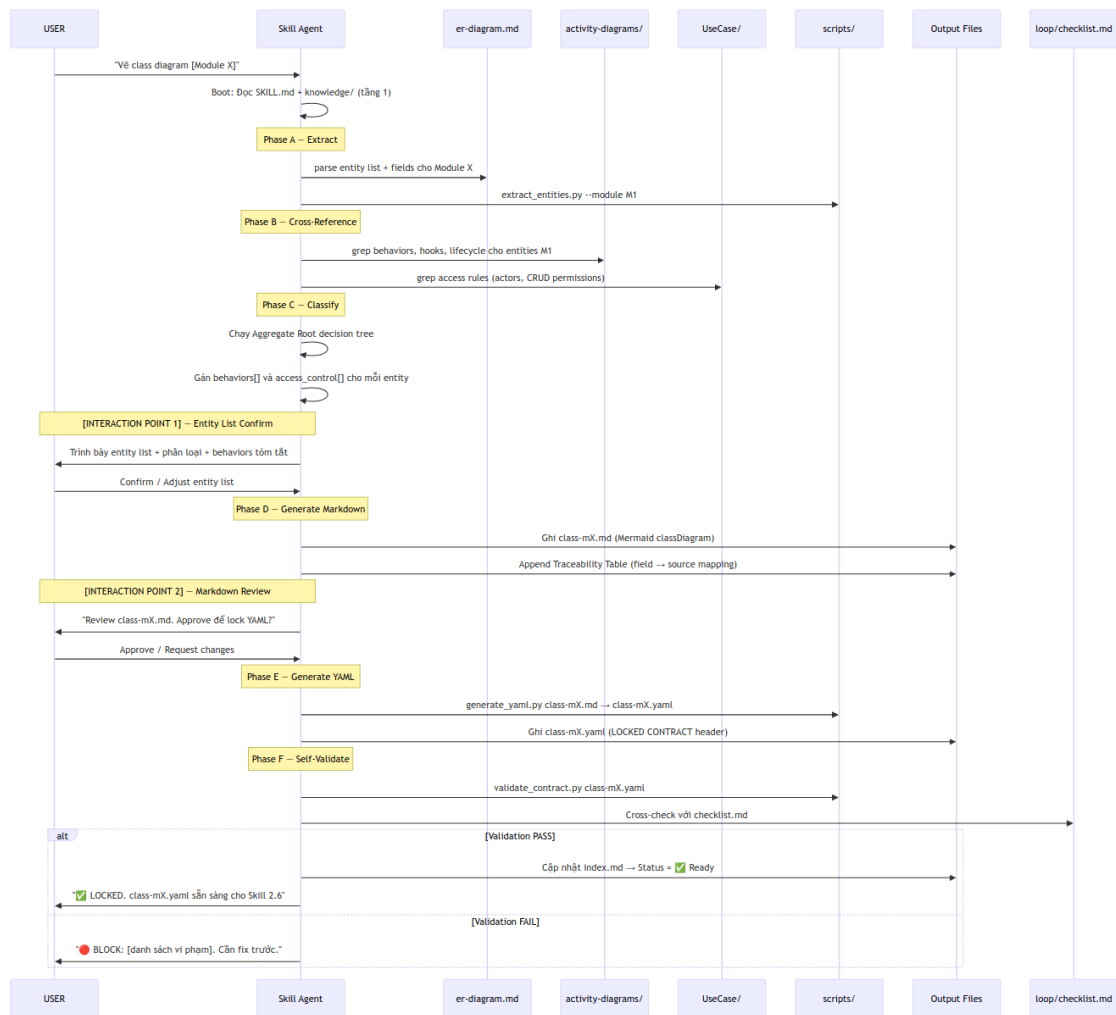 USER
Skill Agent
er-diagram.md
activity-diagrams/
UseCase/
scripts/
Output Files
loop/checklist.md
"Vẽ class diagram [Module X]"
Boot: Đọc SKILL.md + knowledge/ (tầng 1)
Phase A — Extract
parse entity list + fields cho Module X
extract_entities.py --module M1
Phase B — Cross-Reference
grep behaviors, hooks, lifecycle cho entities M1
grep access rules (actors, CRUD permissions)
Phase C — Classify
Chạy Aggregate Root decision tree
Gán behaviors[] và access_control[] cho mỗi entity
[INTERACTION POINT 1] — Entity List Confirm
Trình bày entity list + phân loại + behaviors tóm tắt
Confirm / Adjust entity list
Phase D — Generate Markdown
Ghi class-mX.md (Mermaid classDiagram)
Append Traceability Table (field → source mapping)
[INTERACTION POINT 2] — Markdown Review
"Review class-mX.md. Approve để lock YAML?"
Approve / Request changes
Phase E — Generate YAML
generate_yaml.py class-mX.md → class-mX.yaml
Ghi class-mX.yaml (LOCKED CONTRACT header)
Phase F — Self-Validate
validate_contract.py class-mX.yaml
Cross-check với checklist.md
alt
[Validation PASS]
Cập nhật index.md → Status = ✅ Ready
"✅ LOCKED. class-mX.yaml sẵn sàng cho Skill 2.6"
[Validation FAIL]
"🔴 BLOCK: [danh sách vi phạm]. Cần fix trước."
USER
Skill Agent
er-diagram.md
activity-diagrams/
UseCase/
scripts/
Output Files
loop/checklist.md